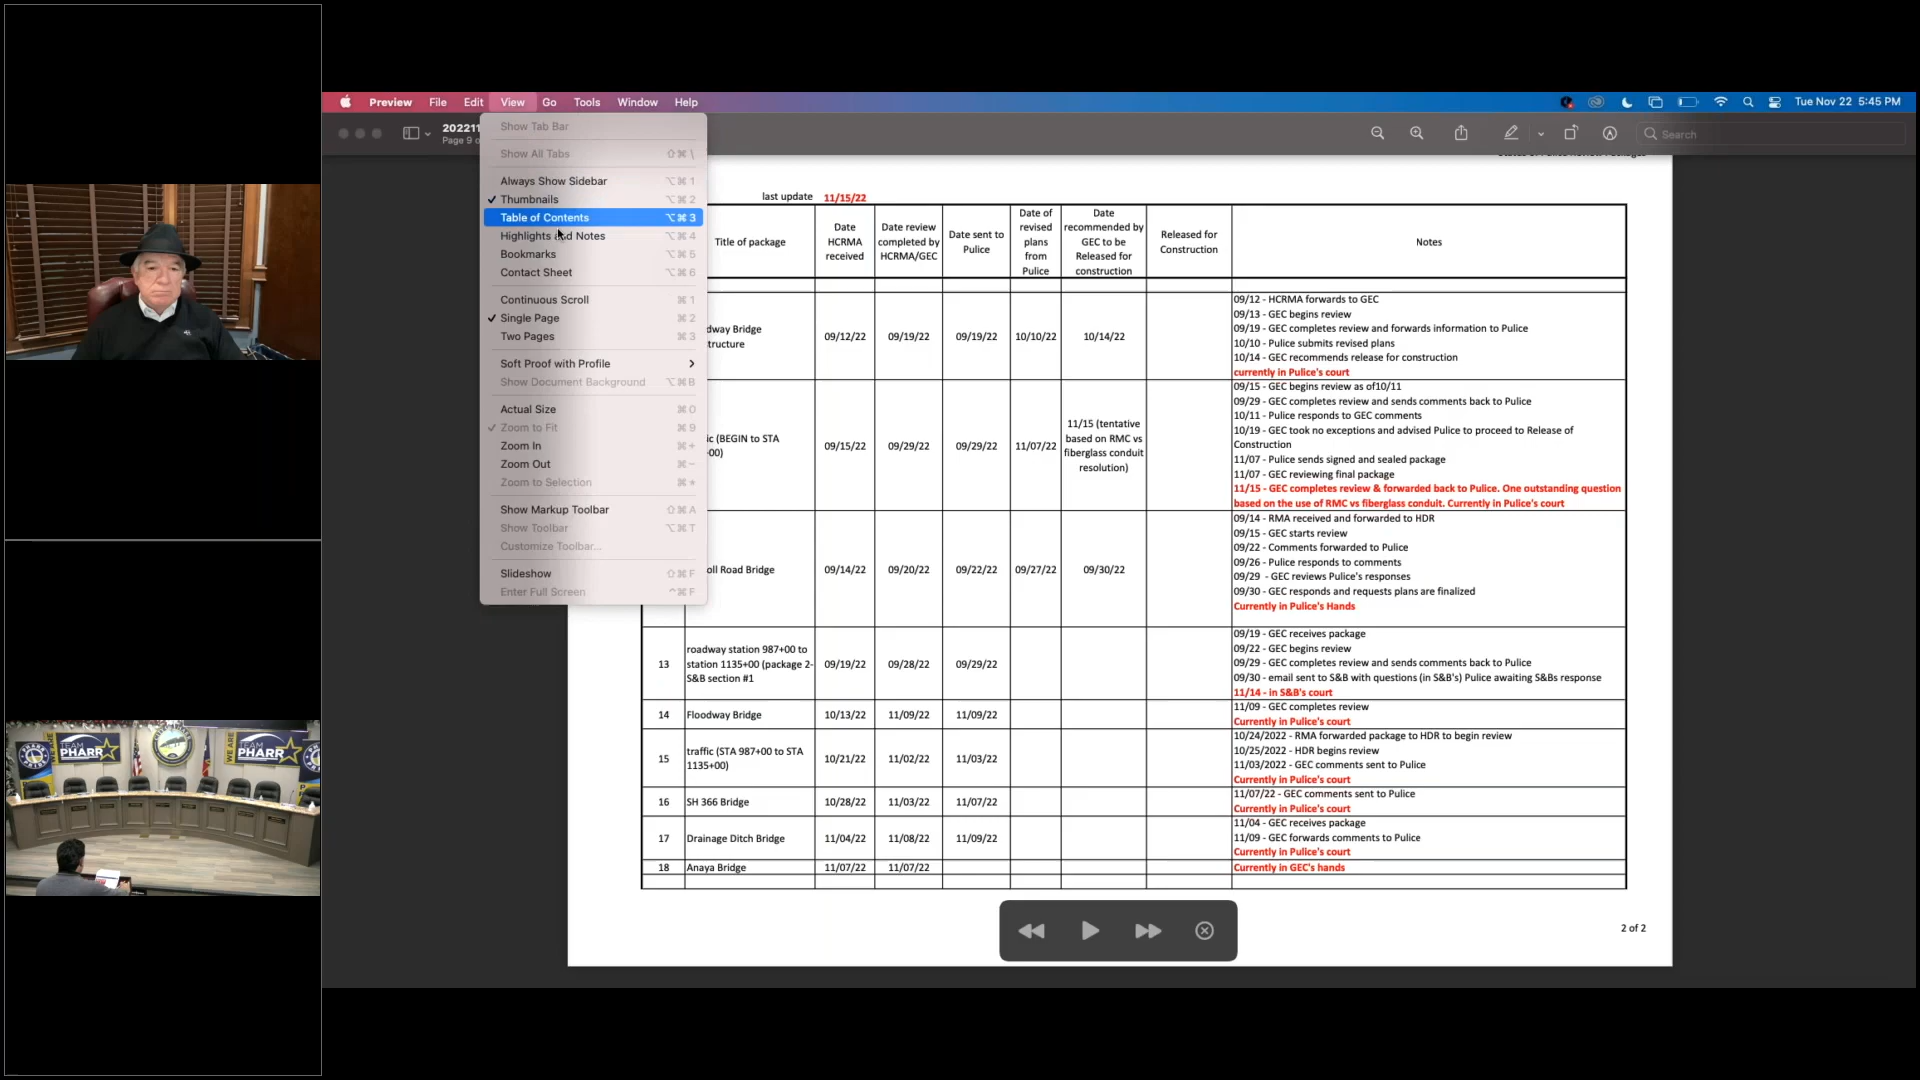 Preview File Edit View Go Tools Window Help
Tue Nov 22 5:45 PM
202211
Page 9 o
Search
Show Tab Bar
Show All Tabs ⇧⌘\
Always Show Sidebar ⌥⌘1
✓ Thumbnails ⌥⌘2
Table of Contents ⌥⌘3
Highlights and Notes ⌥⌘4
Bookmarks ⌥⌘5
Contact Sheet ⌥⌘6
Continuous Scroll ⌘1
✓ Single Page ⌘2
Two Pages ⌘3
Soft Proof with Profile
Show Document Background ⌥⌘B
Actual Size ⌘0
✓ Zoom to Fit ⌘9
Zoom In ⌘+
Zoom Out ⌘−
Zoom to Selection ⌘*
Show Markup Toolbar ⇧⌘A
Show Toolbar ⌥⌘T
Customize Toolbar...
Slideshow ⇧⌘F
Enter Full Screen ^⌘F
last update 11/15/22
Title of package
Date
HCRMA
received
Date review
completed by
HCRMA/GEC
Date sent to
Pulice
Date of
revised
plans
from
Pulice
Date
recommended by
GEC to be
Released for
construction
Released for
Construction
Notes
dway Bridge
tructure
09/12/22 09/19/22 09/19/22 10/10/22 10/14/22
09/12 - HCRMA forwards to GEC
09/13 - GEC begins review
09/19 - GEC completes review and forwards information to Pulice
10/10 - Pulice submits revised plans
10/14 - GEC recommends release for construction
currently in Pulice's court
ic (BEGIN to STA
+00)
09/15/22 09/29/22 09/29/22 11/07/22
11/15 (tentative
based on RMC vs
fiberglass conduit
resolution)
09/15 - GEC begins review as of10/11
09/29 - GEC completes review and sends comments back to Pulice
10/11 - Pulice responds to GEC comments
10/19 - GEC took no exceptions and advised Pulice to proceed to Release of
Construction
11/07 - Pulice sends signed and sealed package
11/07 - GEC reviewing final package
11/15 - GEC completes review & forwarded back to Pulice. One outstanding question
based on the use of RMC vs fiberglass conduit. Currently in Pulice's court
oll Road Bridge
09/14/22 09/20/22 09/22/22 09/27/22 09/30/22
09/14 - RMA received and forwarded to HDR
09/15 - GEC starts review
09/22 - Comments forwarded to Pulice
09/26 - Pulice responds to comments
09/29 - GEC reviews Pulice's responses
09/30 - GEC responds and requests plans are finalized
Currently in Pulice's Hands
13
roadway station 987+00 to
station 1135+00 (package 2-
S&B section #1
09/19/22 09/28/22 09/29/22
09/19 - GEC receives package
09/22 - GEC begins review
09/29 - GEC completes review and sends comments back to Pulice
09/30 - email sent to S&B with questions (in S&B's) Pulice awaiting S&Bs response
11/14 - in S&B's court
14 Floodway Bridge 10/13/22 11/09/22 11/09/22
11/09 - GEC completes review
Currently in Pulice's court
15
traffic (STA 987+00 to STA
1135+00)
10/21/22 11/02/22 11/03/22
10/24/2022 - RMA forwarded package to HDR to begin review
10/25/2022 - HDR begins review
11/03/2022 - GEC comments sent to Pulice
Currently in Pulice's court
16 SH 366 Bridge 10/28/22 11/03/22 11/07/22
11/07/22 - GEC comments sent to Pulice
Currently in Pulice's court
17 Drainage Ditch Bridge 11/04/22 11/08/22 11/09/22
11/04 - GEC receives package
11/09 - GEC forwards comments to Pulice
Currently in Pulice's court
18 Anaya Bridge 11/07/22 11/07/22 Currently in GEC's hands
2 of 2
TEAM
PHARR
WE ARE
TEAM
PHARR